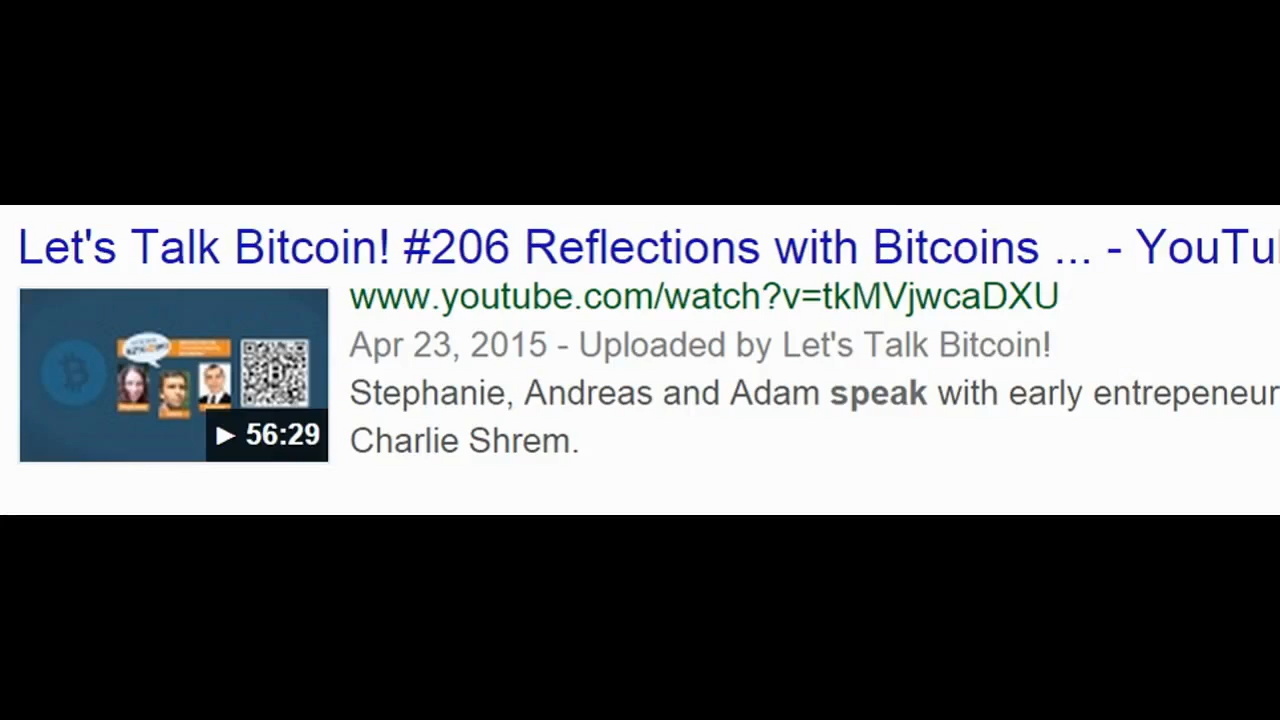 Let's Talk Bitcoin! #206 Reflections with Bitcoins ... - YouTu
www.youtube.com/watch?v=tkMVjwcaDXU
Apr 23, 2015 - Uploaded by Let's Talk Bitcoin!
Stephanie, Andreas and Adam speak with early entrepeneur
Charlie Shrem.
56:29